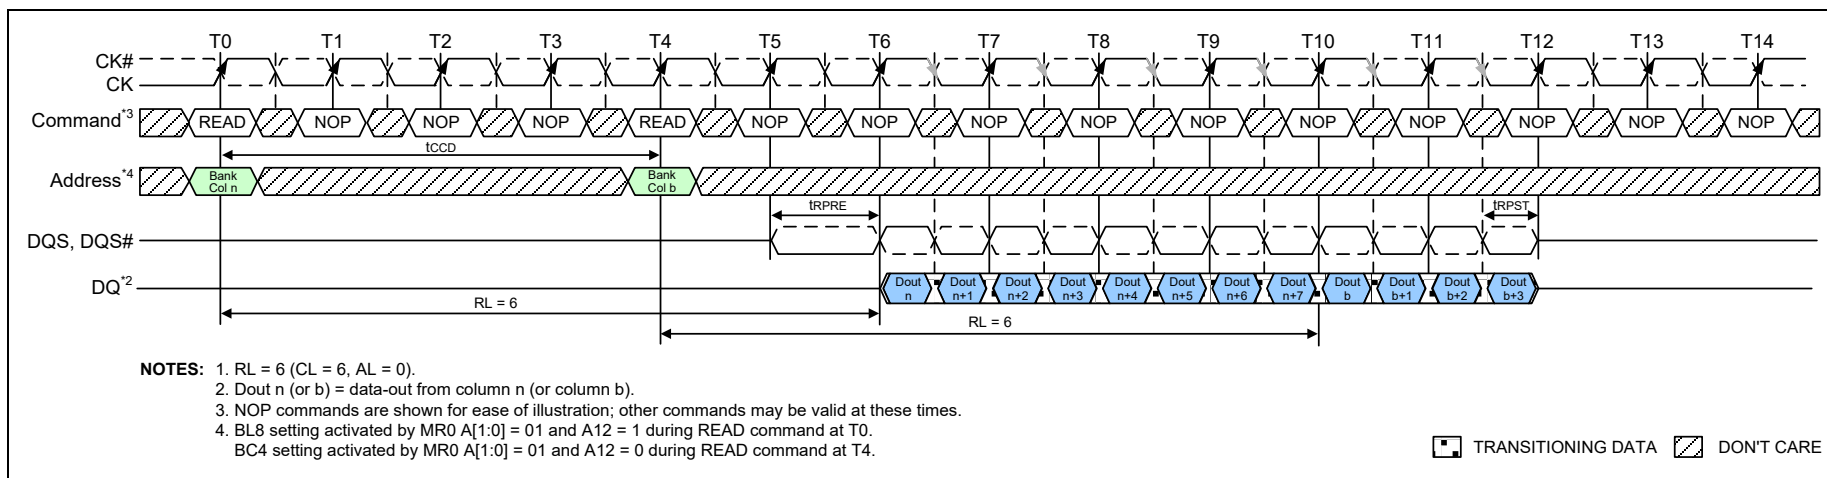 T0 T1 T2 T3 T4 T5 T6 T7 T8 T9 T10 T11 T12 T13 T14
CK#
CK
Command*3 READ NOP NOP NOP READ NOP NOP NOP NOP NOP NOP NOP NOP NOP NOP
tCCD
Address*4 Bank Col n Bank Col b
tRPRE tRPST
DQS, DQS#
DQ*2 Dout n Dout n+1 Dout n+2 Dout n+3 Dout n+4 Dout n+5 Dout n+6 Dout n+7 Dout b Dout b+1 Dout b+2 Dout b+3
RL = 6
RL = 6
NOTES: 1. RL = 6 (CL = 6, AL = 0).
2. Dout n (or b) = data-out from column n (or column b).
3. NOP commands are shown for ease of illustration; other commands may be valid at these times.
4. BL8 setting activated by MR0 A[1:0] = 01 and A12 = 1 during READ command at T0.
BC4 setting activated by MR0 A[1:0] = 01 and A12 = 0 during READ command at T4.
TRANSITIONING DATA DON'T CARE